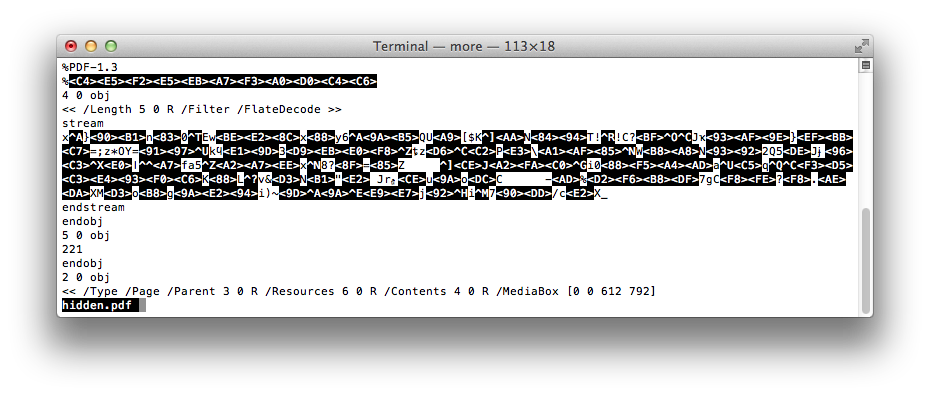 Terminal — more — 113×18
%PDF-1.3
%<C4><E5><F2><E5><EB><A7><F3><A0><D0><C4><C6>
4 0 obj
<< /Length 5 0 R /Filter /FlateDecode >>
stream
x^A}<90><B1>n<83>0^TEw<BE><E2><8C>x<88>y6^A<9A><B5>QU<A9>[$K^]<AA>N<84><94>T!^R!C?<BF>^O^CJx<93><AF><9E>}<EF><BB>
<C7>=;z*OY=<91><97>^UkЧ<E1><9D>3<D9><EB><E0><F8>^Ztz<D6>^C<C2>P<E3>\<A1><AF><85>^NW<B8><A8>N<93><92>2Q5<DE>J<96>
<C3>^X<E0>l^^<A7>fa5^Z<A2><A7><EE>x^N8?<8F>=<85>Z ^]<CE>J<A2><FA><C0>^Gi0<88><F5><A4><AD>a^U<C5>q^Q^C<F3><D5>
<C3><E4><93><F0><C6>K<88>L^?v&<D3>N<B1>"<E2> Jr<CE>u<9A>o<DC>C -<AD>%<D2><F6><B8><DF>7gC<F8><FE>?<F8>.<AE>
<DA>XM<D3>o<B8>g<9A><E2><94>i)~<9D>^A<9A>^E<E9><E7>j<92>^Hi^M7<90><DD>/c<E2>X_
endstream
endobj
5 0 obj
221
endobj
2 0 obj
<< /Type /Page /Parent 3 0 R /Resources 6 0 R /Contents 4 0 R /MediaBox [0 0 612 792]
hidden.pdf